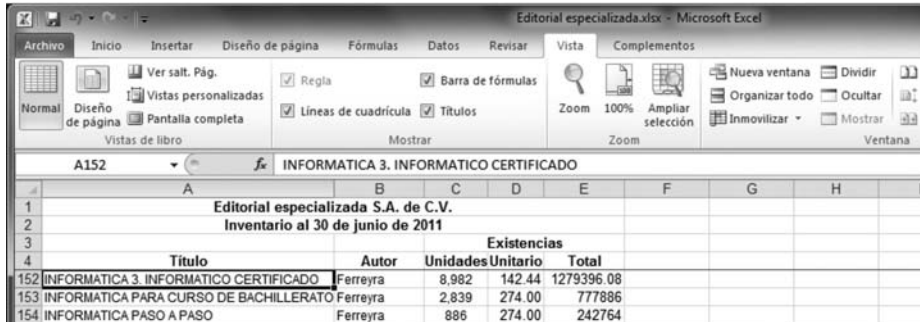 Editorial especializada.xlsx - Microsoft Excel
Archivo Inicio Insertar Diseño de página Fórmulas Datos Revisar Vista Complementos
Normal
Diseño de página
Ver salt. Pág.
Vistas personalizadas
Pantalla completa
Vistas de libro
Regla
Barra de fórmulas
Líneas de cuadrícula
Títulos
Mostrar
Zoom
100%
Ampliar selección
Zoom
Nueva ventana
Organizar todo
Inmovilizar
Dividir
Ocultar
Mostrar
Ventana
A152 fx INFORMATICA 3. INFORMATICO CERTIFICADO
A B C D E F G H
1 Editorial especializada S.A. de C.V.
2 Inventario al 30 de junio de 2011
3 Existencias
4 Título Autor Unidades Unitario Total
152 INFORMATICA 3. INFORMATICO CERTIFICADO Ferreyra 8,982 142.44 1279396.08
153 INFORMATICA PARA CURSO DE BACHILLERATO Ferreyra 2,839 274.00 777886
154 INFORMATICA PASO A PASO Ferreyra 886 274.00 242764